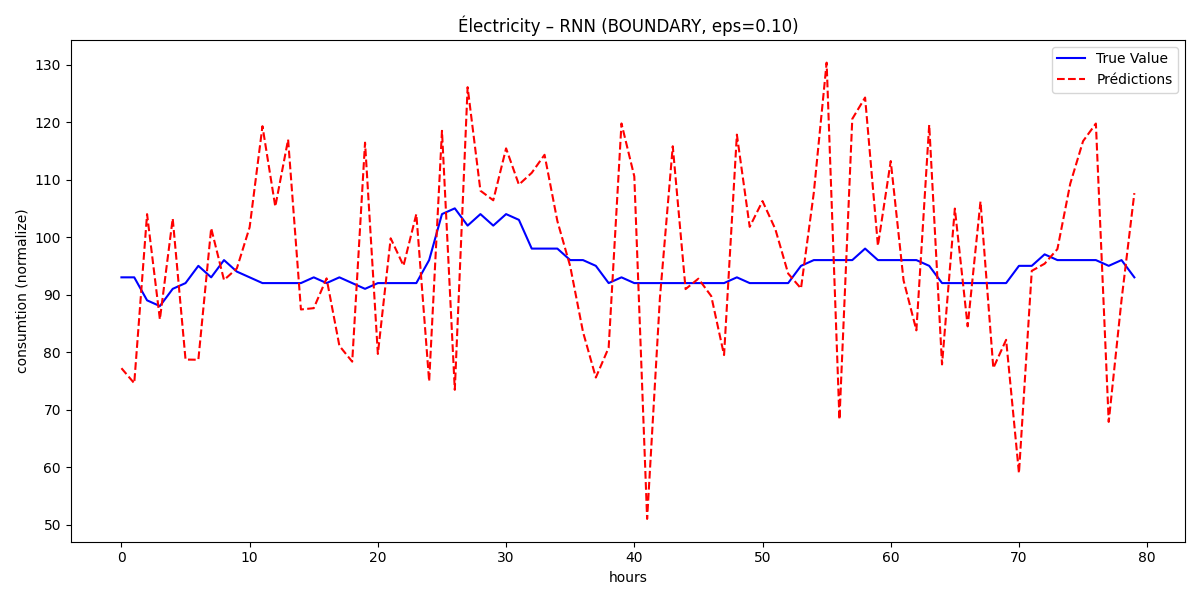 Électricity – RNN (BOUNDARY, eps=0.10)
True Value
Prédictions
consumtion (normalize)
130
120
110
100
90
80
70
60
50
0 10 20 30 40 50 60 70 80
hours